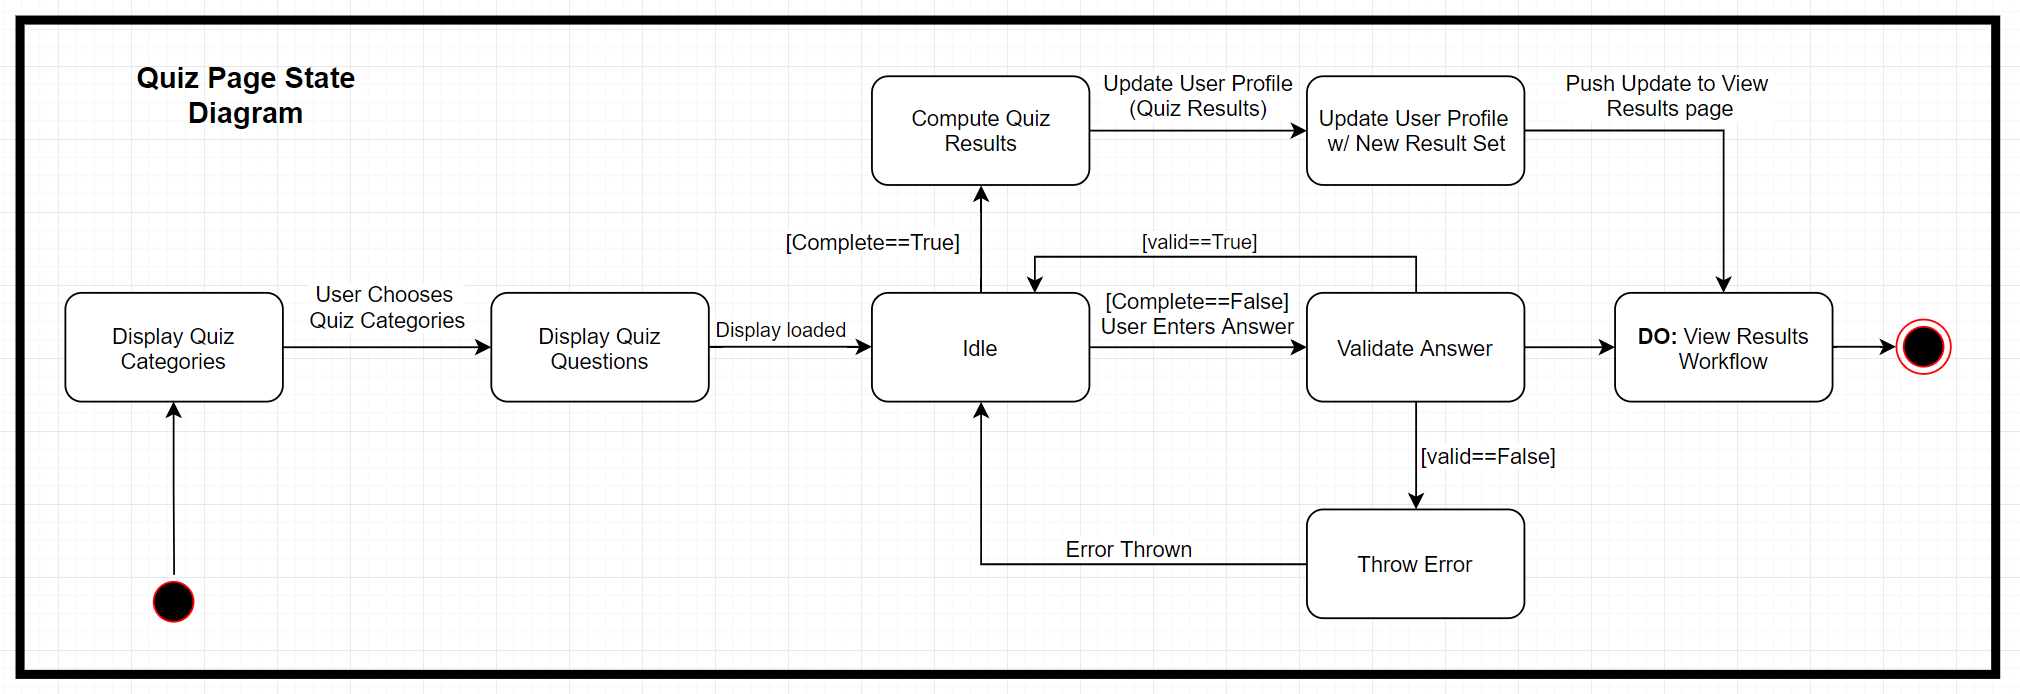 Quiz Page State
Diagram
Compute Quiz
Results
Update User Profile
(Quiz Results)
Update User Profile
w/ New Result Set
Push Update to View
Results page
[Complete==True]
[valid==True]
Display Quiz
Categories
User Chooses
Quiz Categories
Display Quiz
Questions
Display loaded
Idle
[Complete==False]
User Enters Answer
Validate Answer
DO: View Results
Workflow
[valid==False]
Error Thrown
Throw Error